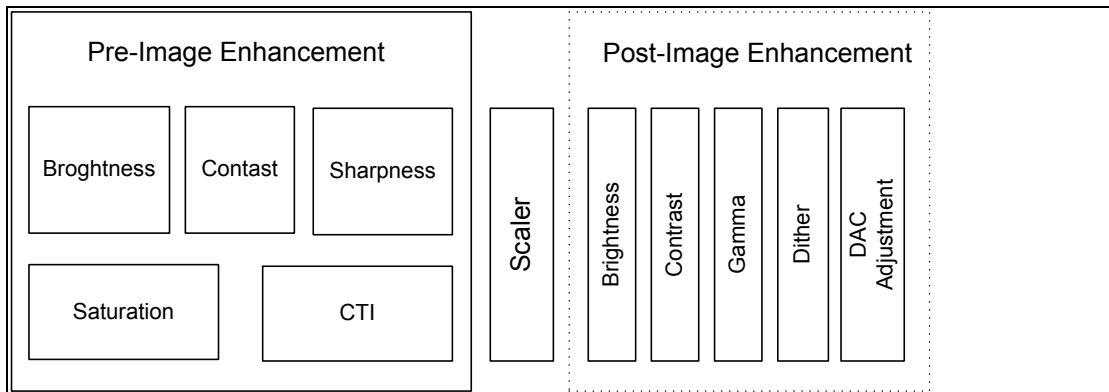 Pre-Image Enhancement
Broghtness
Contast
Sharpness
Saturation
CTI
Scaler
Post-Image Enhancement
Brightness
Contrast
Gamma
Dither
DAC
Adjustment